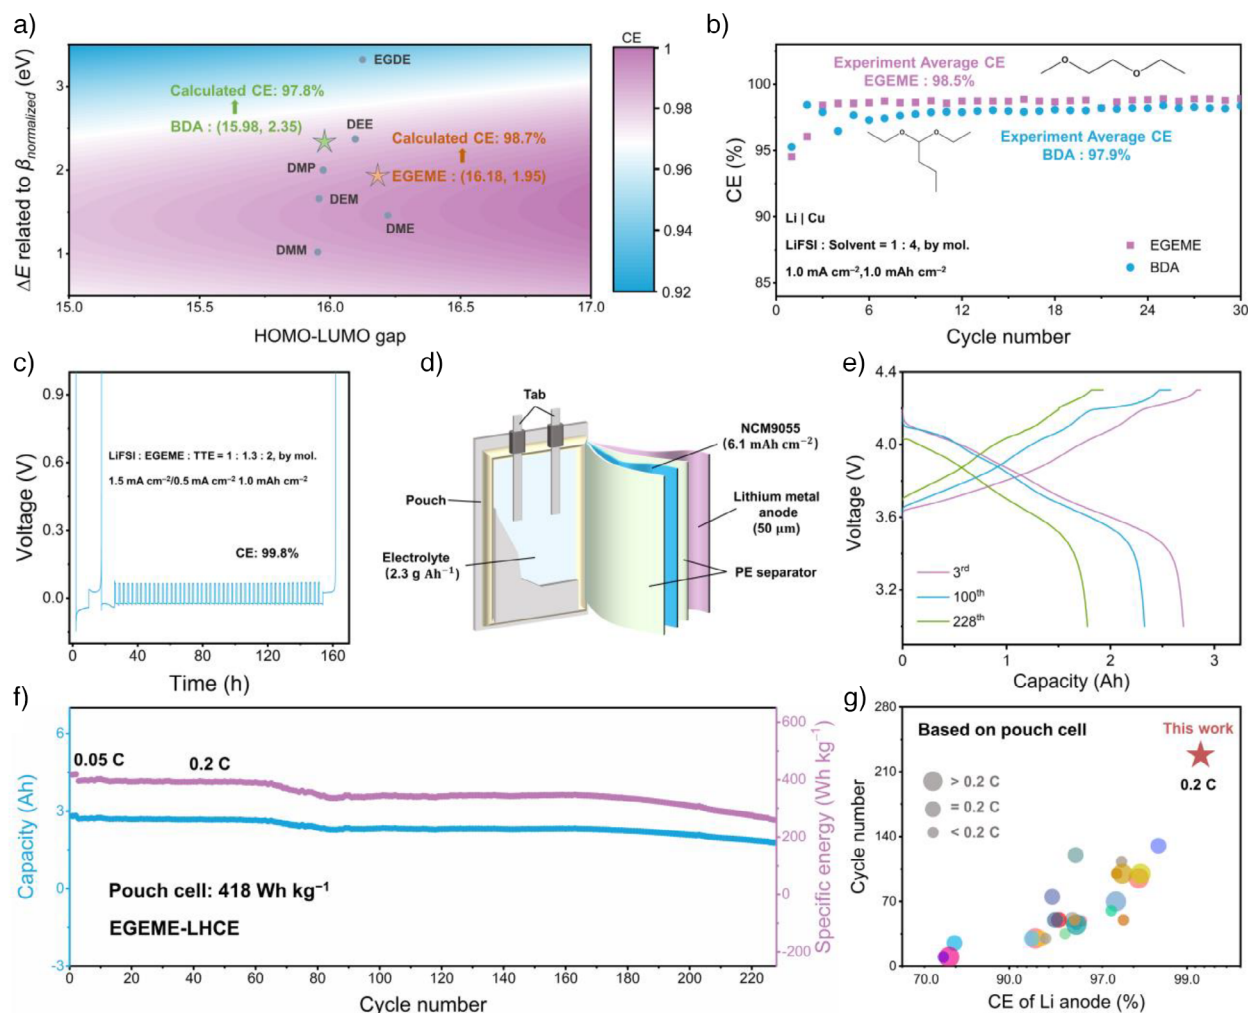 a)
ΔE related to β normalized (eV)
3
2
1
EGDE
Calculated CE: 97.8%
BDA : (15.98, 2.35)
DEE
Calculated CE: 98.7%
DMP
EGEME : (16.18, 1.95)
DEM
DME
DMM
15.0 15.5 16.0 16.5 17.0
HOMO-LUMO gap
CE
1
0.98
0.96
0.94
0.92
b)
CE (%)
100
95
90
85
Experiment Average CE
EGEME : 98.5%
O
O
O O
Experiment Average CE
BDA : 97.9%
Li | Cu
LiFSI : Solvent = 1 : 4, by mol.
1.0 mA cm⁻²,1.0 mAh cm⁻²
EGEME
BDA
0 6 12 18 24 30
Cycle number
c)
Voltage (V)
0.9
0.6
0.3
0.0
LiFSI : EGEME : TTE = 1 : 1.3 : 2, by mol.
1.5 mA cm⁻²/0.5 mA cm⁻² 1.0 mAh cm⁻²
CE: 99.8%
0 40 80 120 160
Time (h)
d)
Tab
NCM9055
(6.1 mAh cm⁻²)
Pouch
Lithium metal
anode
(50 μm)
Electrolyte
(2.3 g Ah⁻¹)
PE separator
e)
Voltage (V)
4.4
4.0
3.6
3.2
3rd
100th
228th
0 1 2 3
Capacity (Ah)
f)
Capacity (Ah)
6
3
0
-3
0.05 C
0.2 C
Pouch cell: 418 Wh kg⁻¹
EGEME-LHCE
600
400
200
0
-200
Specific energy (Wh kg⁻¹)
0 20 40 60 80 100 120 140 160 180 200 220
Cycle number
g)
Cycle number
280
210
140
70
0
Based on pouch cell
This work
0.2 C
> 0.2 C
= 0.2 C
< 0.2 C
70.0 90.0 97.0 99.0
CE of Li anode (%)